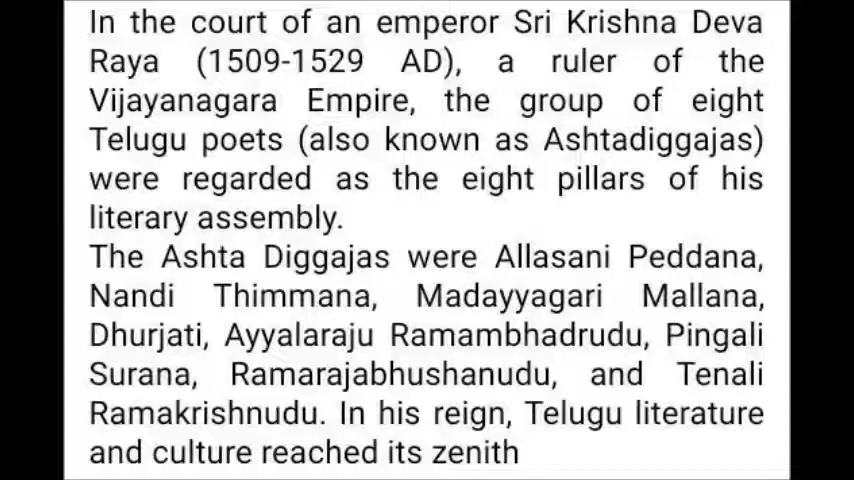 In the court of an emperor Sri Krishna Deva
Raya (1509-1529 AD), a ruler of the
Vijayanagara Empire, the group of eight
Telugu poets (also known as Ashtadiggajas)
were regarded as the eight pillars of his
literary assembly.
The Ashta Diggajas were Allasani Peddana,
Nandi Thimmana, Madayyagari Mallana,
Dhurjati, Ayyalaraju Ramambhadrudu, Pingali
Surana, Ramarajabhushanudu, and Tenali
Ramakrishnudu. In his reign, Telugu literature
and culture reached its zenith